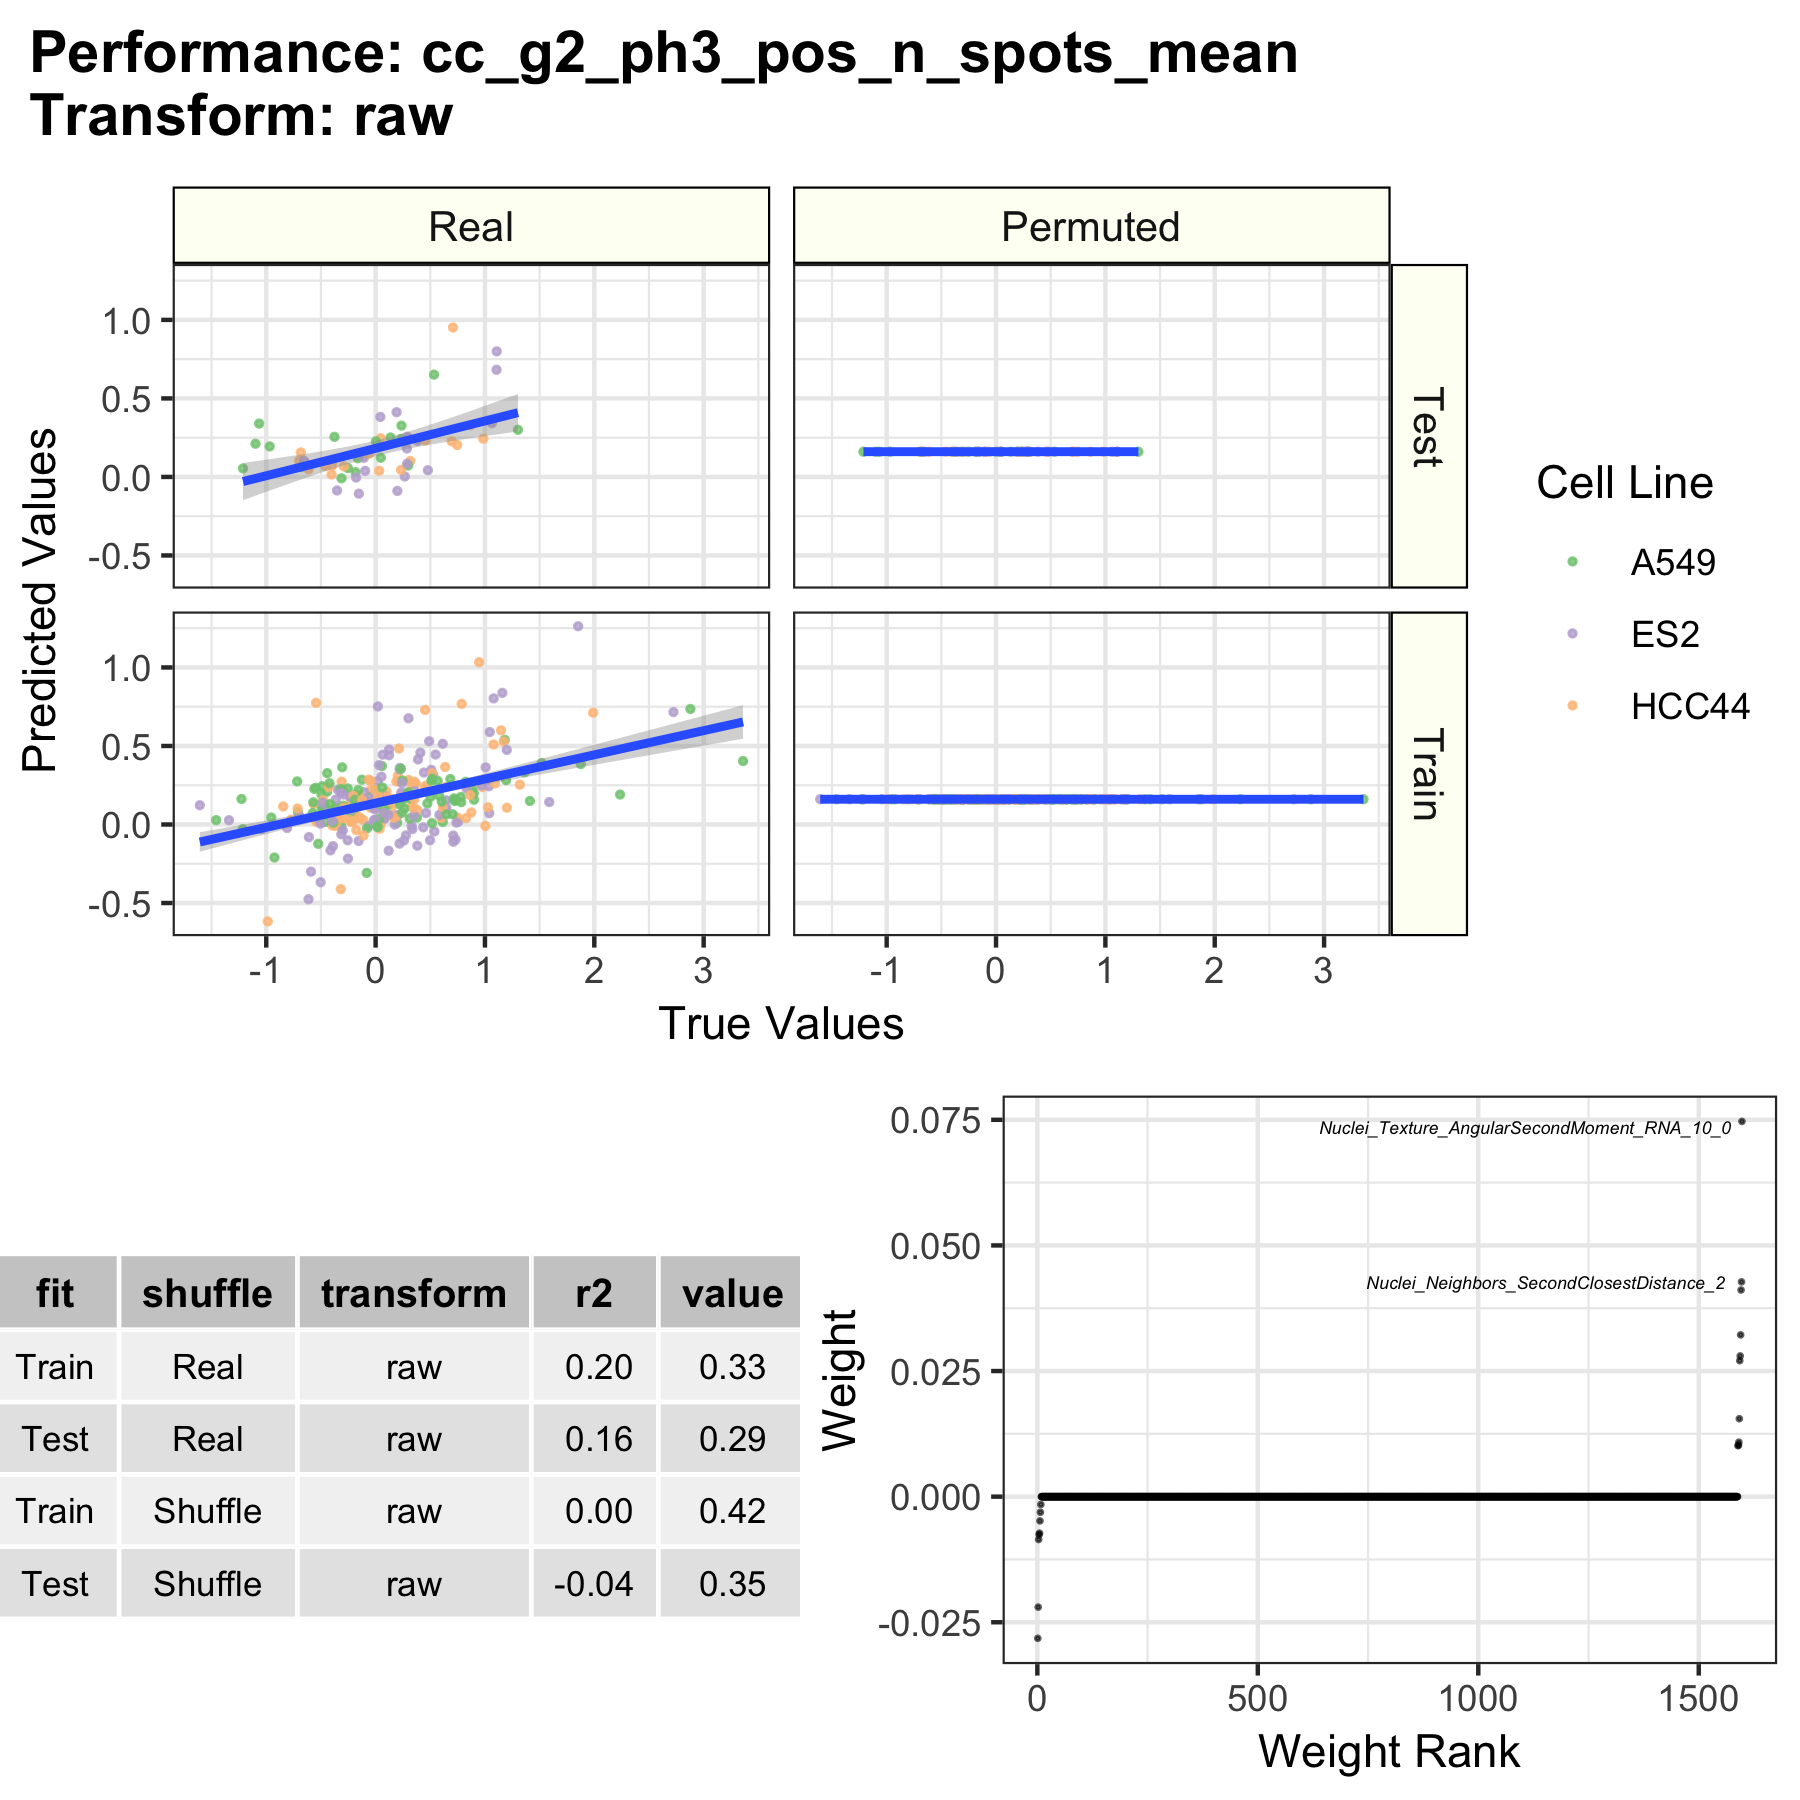 Performance: cc_g2_ph3_pos_n_spots_mean
Transform: raw
Real
Permuted
Test
Train
1.0
0.5
0.0
-0.5
1.0
0.5
0.0
-0.5
Predicted Values
-1 0 1 2 3
-1 0 1 2 3
True Values
Cell Line
A549
ES2
HCC44
fit shuffle transform r2 value
Train Real raw 0.20 0.33
Test Real raw 0.16 0.29
Train Shuffle raw 0.00 0.42
Test Shuffle raw -0.04 0.35
Weight
0.075
0.050
0.025
0.000
-0.025
Nuclei_Texture_AngularSecondMoment_RNA_10_0
Nuclei_Neighbors_SecondClosestDistance_2
0 500 1000 1500
Weight Rank